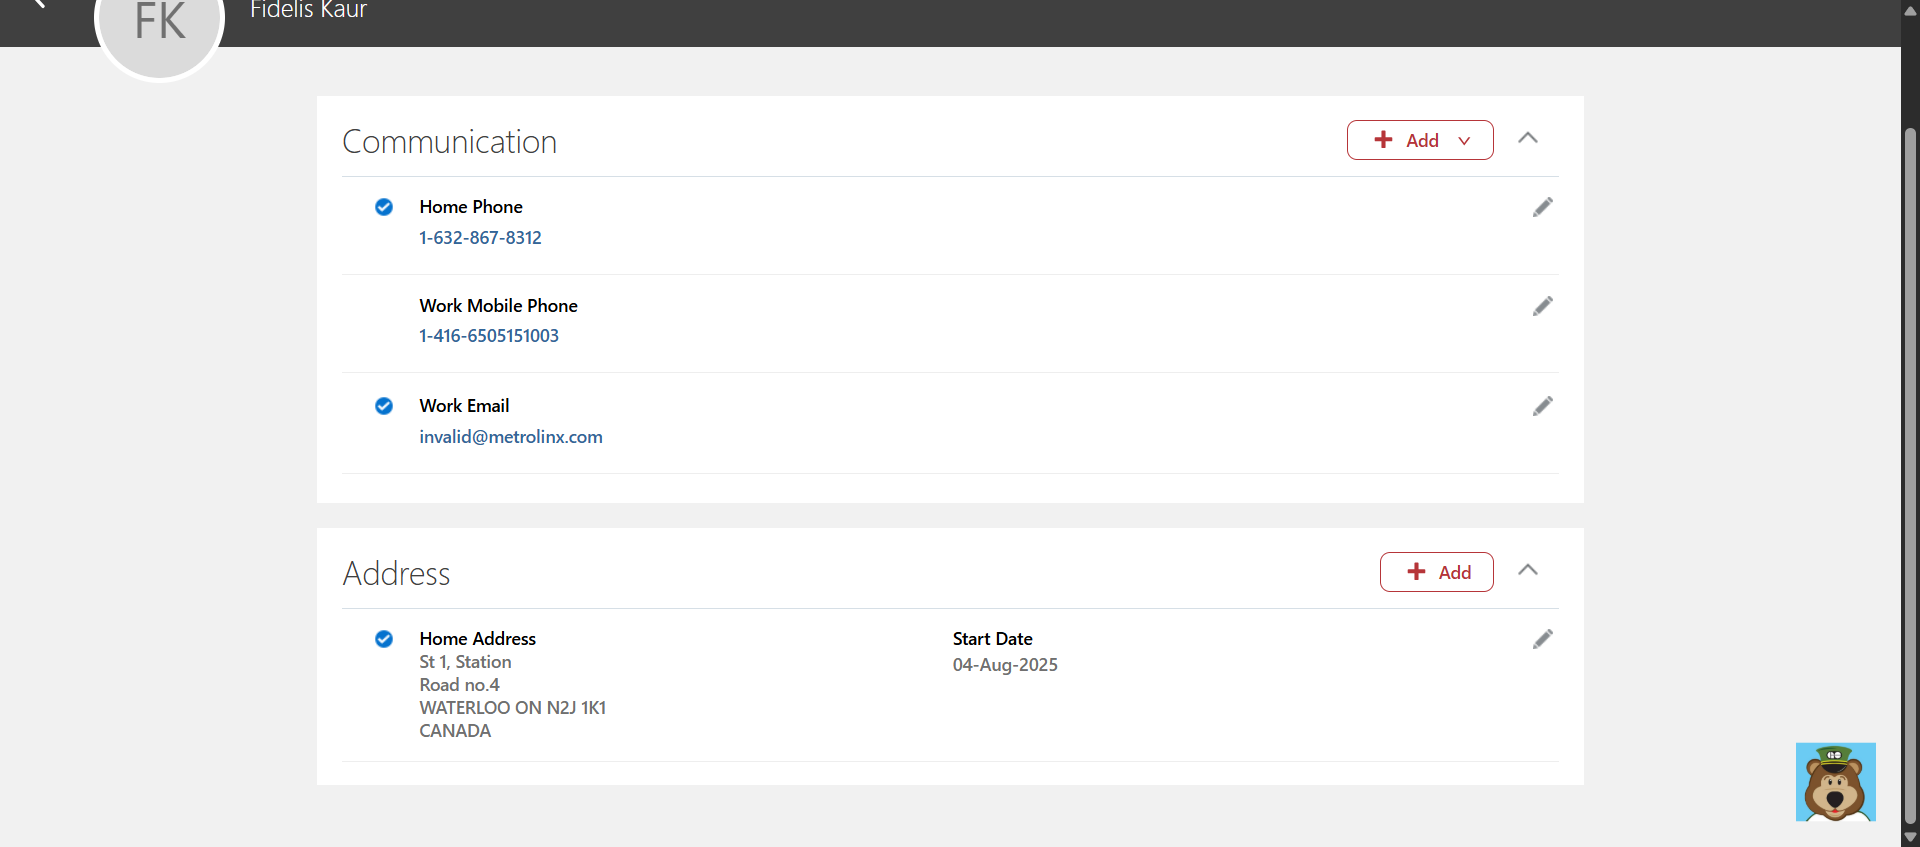 FK
Fidelis Kaur
Communication
Add
Home Phone
1-632-867-8312
Work Mobile Phone
1-416-6505151003
Work Email
invalid@metrolinx.com
Address
Add
Home Address
St 1, Station
Road no.4
WATERLOO ON N2J 1K1
CANADA
Start Date
04-Aug-2025